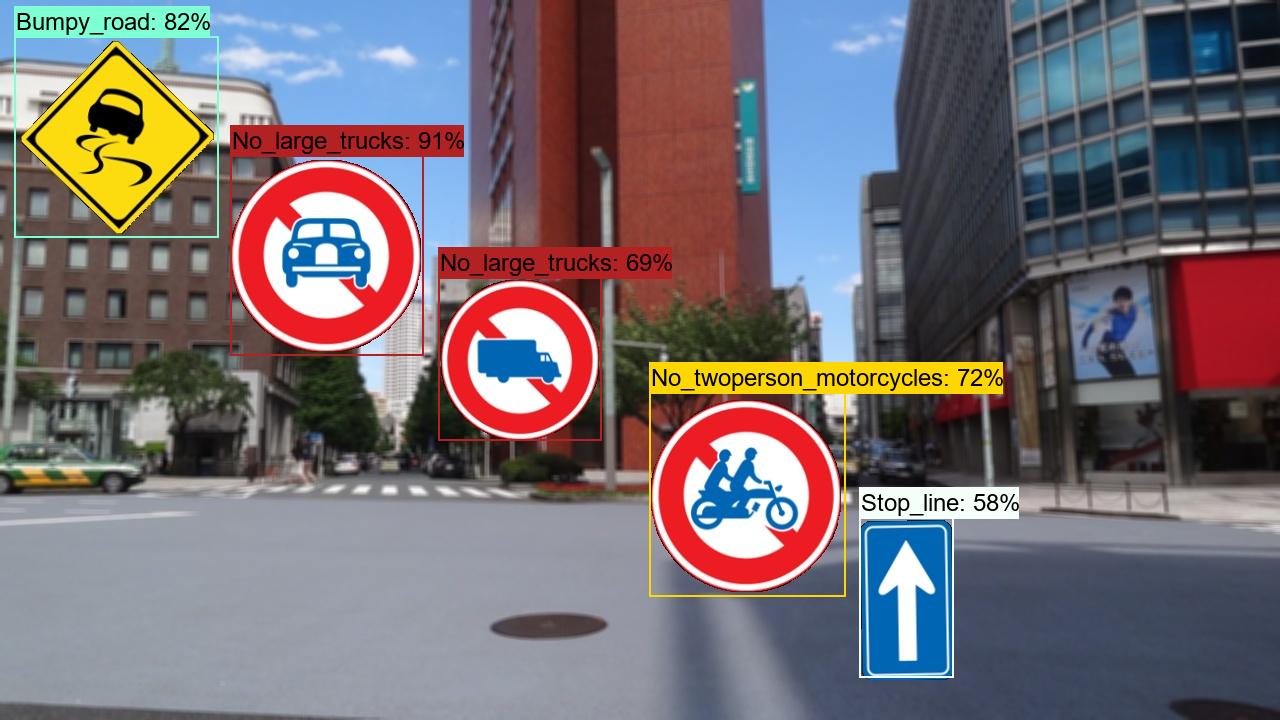 Bumpy_road: 82%
No_large_trucks: 91%
No_large_trucks: 69%
No_twoperson_motorcycles: 72%
Stop_line: 58%